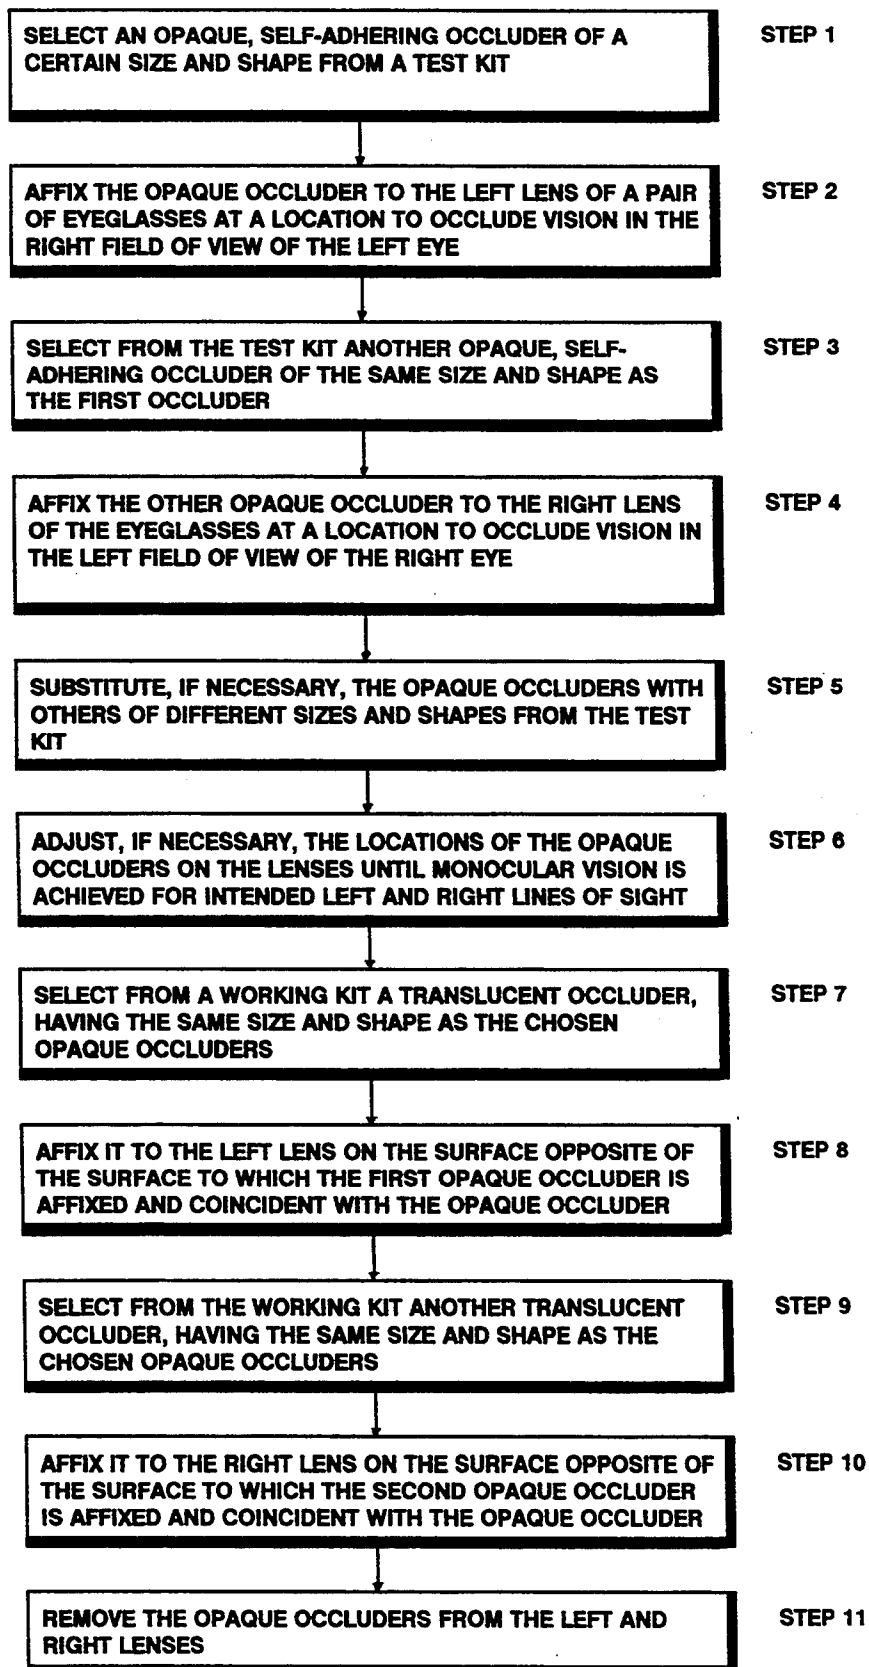 SELECT AN OPAQUE, SELF-ADHERING OCCLUDER OF A
CERTAIN SIZE AND SHAPE FROM A TEST KIT
STEP 1
AFFIX THE OPAQUE OCCLUDER TO THE LEFT LENS OF A PAIR
OF EYEGLASSES AT A LOCATION TO OCCLUDE VISION IN THE
RIGHT FIELD OF VIEW OF THE LEFT EYE
STEP 2
SELECT FROM THE TEST KIT ANOTHER OPAQUE, SELF-
ADHERING OCCLUDER OF THE SAME SIZE AND SHAPE AS
THE FIRST OCCLUDER
STEP 3
AFFIX THE OTHER OPAQUE OCCLUDER TO THE RIGHT LENS
OF THE EYEGLASSES AT A LOCATION TO OCCLUDE VISION IN
THE LEFT FIELD OF VIEW OF THE RIGHT EYE
STEP 4
SUBSTITUTE, IF NECESSARY, THE OPAQUE OCCLUDERS WITH
OTHERS OF DIFFERENT SIZES AND SHAPES FROM THE TEST
KIT
STEP 5
ADJUST, IF NECESSARY, THE LOCATIONS OF THE OPAQUE
OCCLUDERS ON THE LENSES UNTIL MONOCULAR VISION IS
ACHIEVED FOR INTENDED LEFT AND RIGHT LINES OF SIGHT
STEP 6
SELECT FROM A WORKING KIT A TRANSLUCENT OCCLUDER,
HAVING THE SAME SIZE AND SHAPE AS THE CHOSEN
OPAQUE OCCLUDERS
STEP 7
AFFIX IT TO THE LEFT LENS ON THE SURFACE OPPOSITE OF
THE SURFACE TO WHICH THE FIRST OPAQUE OCCLUDER IS
AFFIXED AND COINCIDENT WITH THE OPAQUE OCCLUDER
STEP 8
SELECT FROM THE WORKING KIT ANOTHER TRANSLUCENT
OCCLUDER, HAVING THE SAME SIZE AND SHAPE AS THE
CHOSEN OPAQUE OCCLUDERS
STEP 9
AFFIX IT TO THE RIGHT LENS ON THE SURFACE OPPOSITE OF
THE SURFACE TO WHICH THE SECOND OPAQUE OCCLUDER
IS AFFIXED AND COINCIDENT WITH THE OPAQUE OCCLUDER
STEP 10
REMOVE THE OPAQUE OCCLUDERS FROM THE LEFT AND
RIGHT LENSES
STEP 11